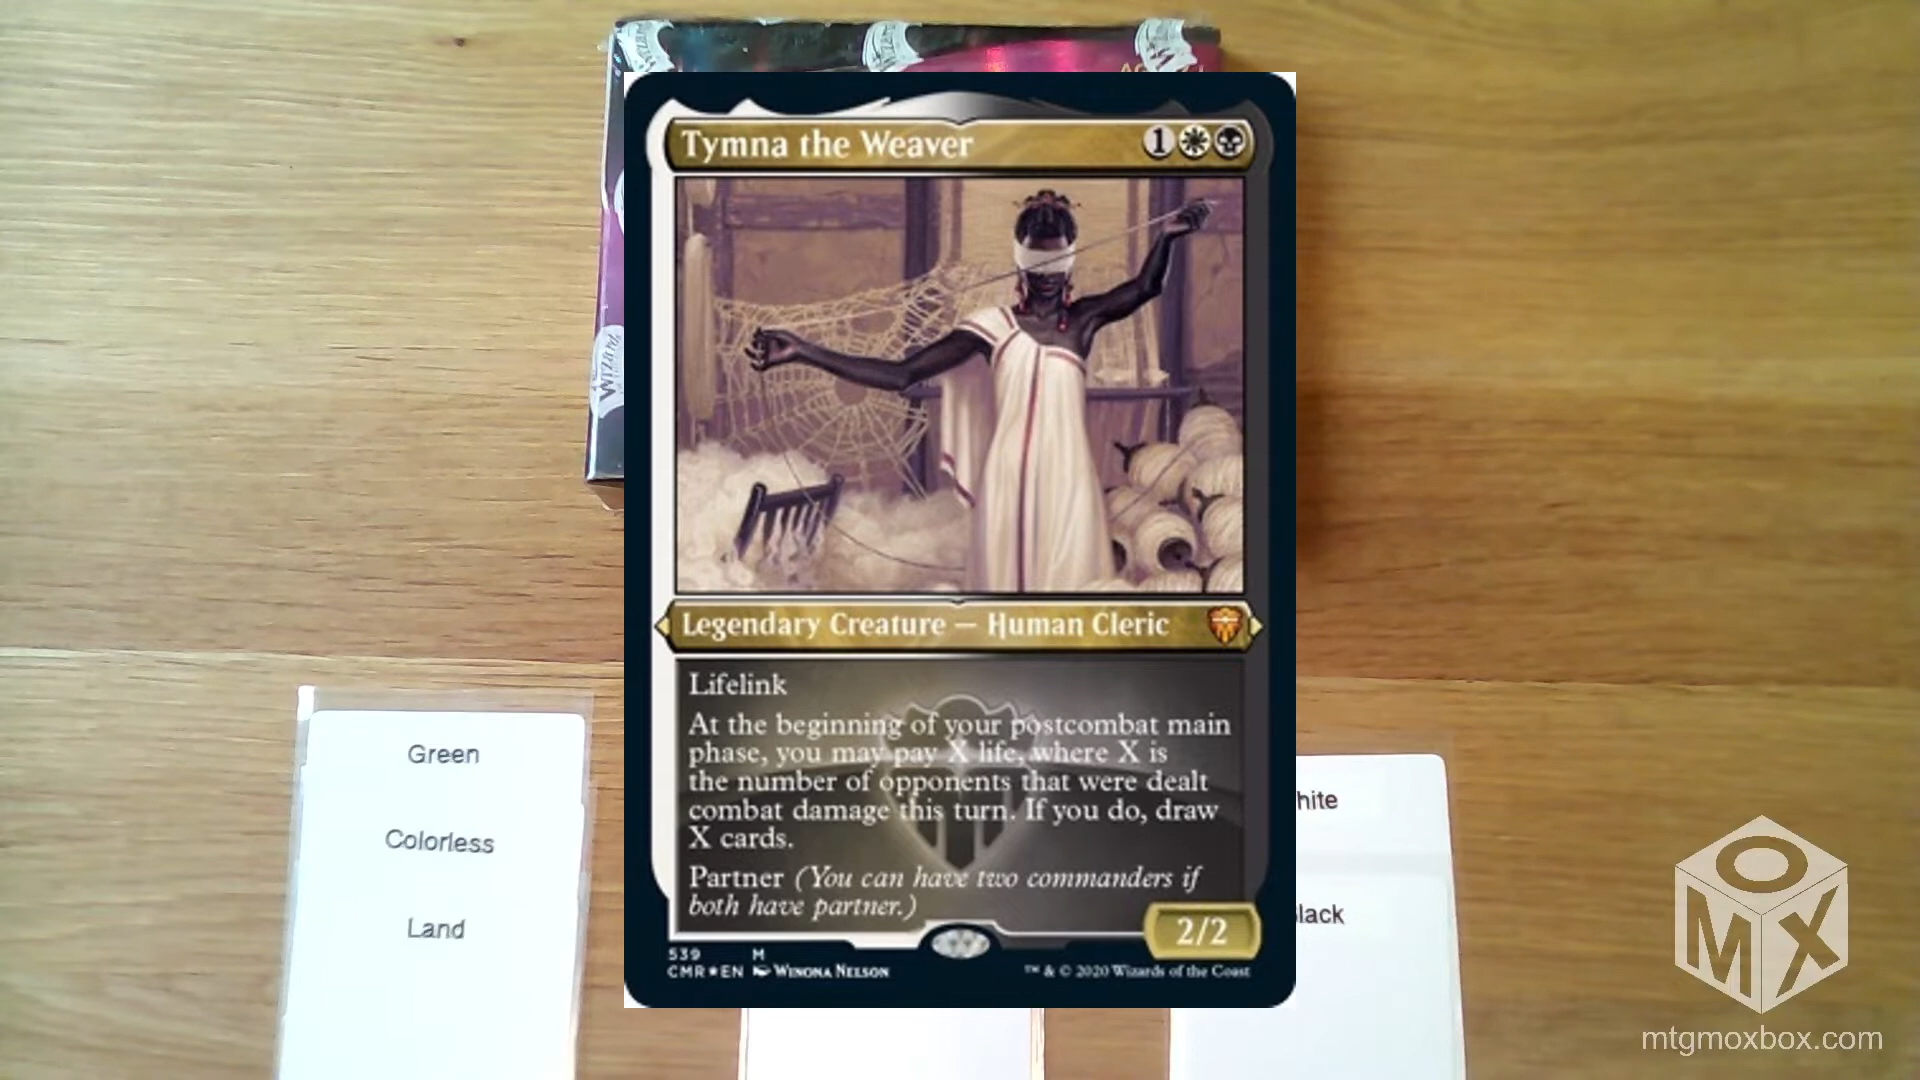 Tymna the Weaver
1
Legendary Creature — Human Cleric
Lifelink
At the beginning of your postcombat main
phase, you may pay X life, where X is
the number of opponents that were dealt
combat damage this turn. If you do, draw
X cards.
Partner (You can have two commanders if
both have partner.)
2/2
539 M
CMR★EN Winona Nelson
™ & © 2020 Wizards of the Coast
Green
Colorless
Land
hite
lack
MOX
mtgmoxbox.com